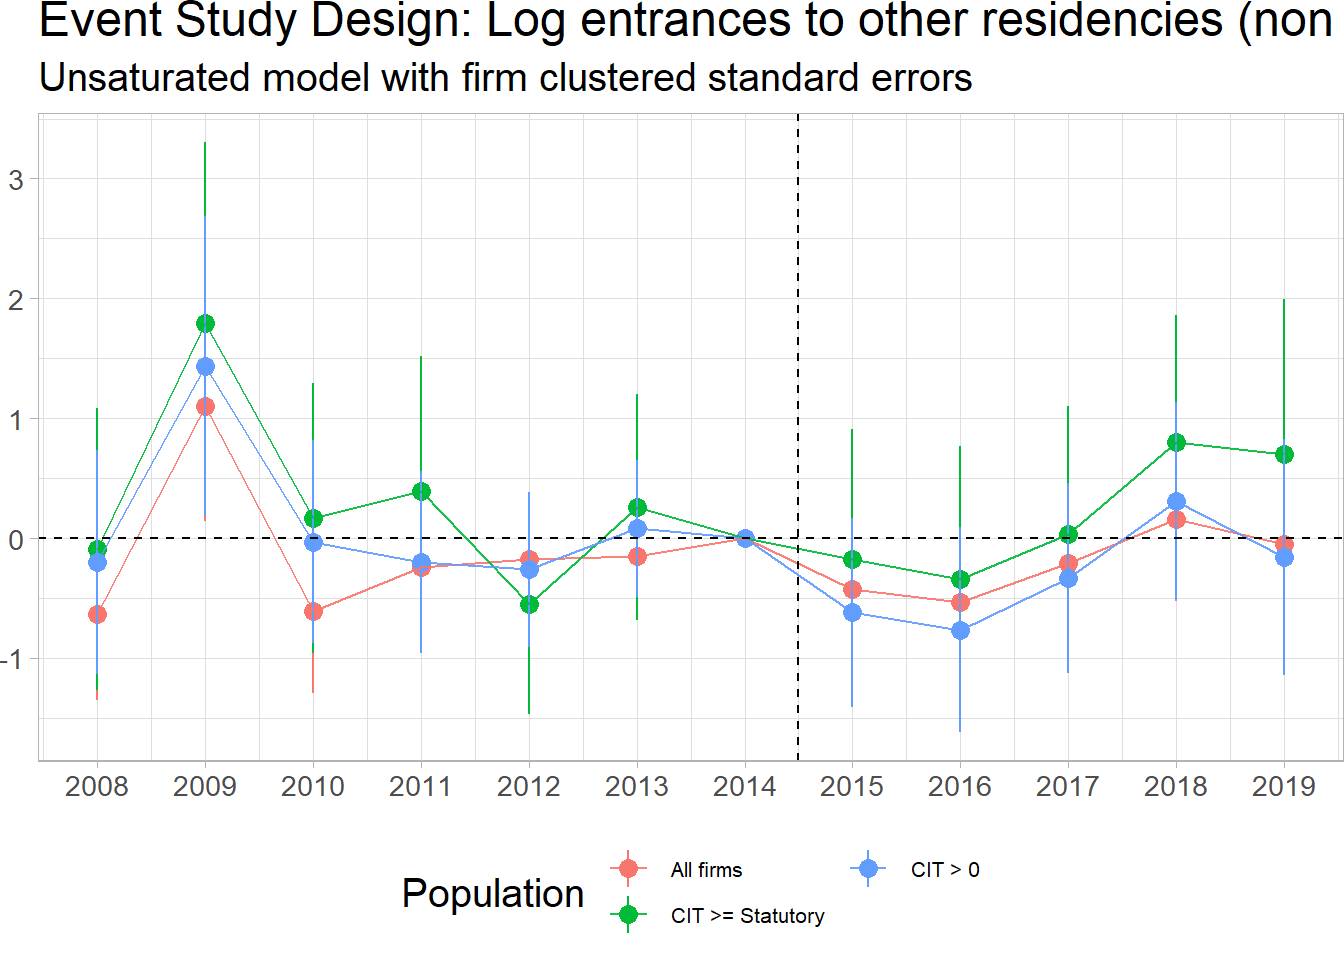 Event Study Design: Log entrances to other residencies (non
Unsaturated model with firm clustered standard errors
3
2
1
0
-1
2008 2009 2010 2011 2012 2013 2014 2015 2016 2017 2018 2019
Population
All firms
CIT > 0
CIT >= Statutory